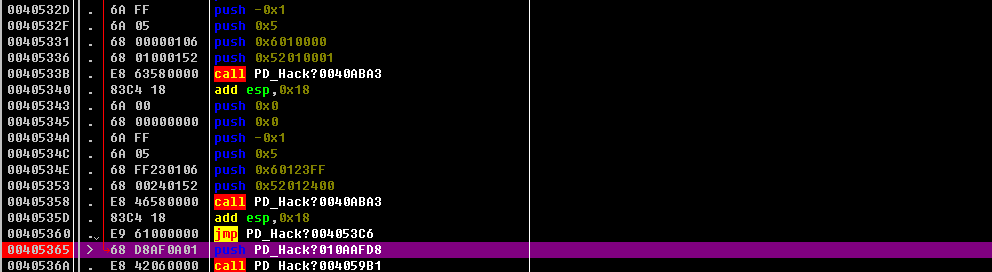 0040532D . 6A FF push -0x1
0040532F . 6A 05 push 0x5
00405331 . 68 00000106 push 0x6010000
00405336 . 68 01000152 push 0x52010001
0040533B . E8 63580000 call PD_Hack?0040ABA3
00405340 . 83C4 18 add esp,0x18
00405343 . 6A 00 push 0x0
00405345 . 68 00000000 push 0x0
0040534A . 6A FF push -0x1
0040534C . 6A 05 push 0x5
0040534E . 68 FF230106 push 0x60123FF
00405353 . 68 00240152 push 0x52012400
00405358 . E8 46580000 call PD_Hack?0040ABA3
0040535D . 83C4 18 add esp,0x18
00405360 . E9 61000000 jmp PD_Hack?004053C6
00405365 > 68 D8AF0A01 push PD_Hack?010AAFD8
0040536A . E8 42060000 call PD_Hack?004059B1